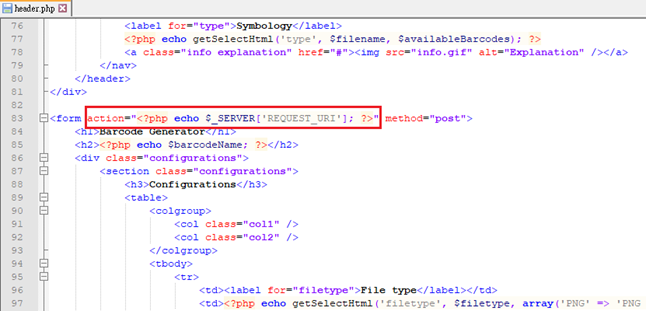 header.php
76 <label for="type">Symbology</label>
77 <?php echo getSelectHtml('type', $filename, $availableBarcodes); ?>
78 <a class="info explanation" href="#"><img src="info.gif" alt="Explanation" /></a>
79 </nav>
80 </header>
81 </div>
82
83 <form action="<?php echo $_SERVER['REQUEST_URI']; ?>" method="post">
84 <h1>Barcode Generator</h1>
85 <h2><?php echo $barcodeName; ?></h2>
86 <div class="configurations">
87 <section class="configurations">
88 <h3>Configurations</h3>
89 <table>
90 <colgroup>
91 <col class="col1" />
92 <col class="col2" />
93 </colgroup>
94 <tbody>
95 <tr>
96 <td><label for="filetype">File type</label></td>
97 <td><?php echo getSelectHtml('filetype', $filetype, array('PNG' => 'PNG